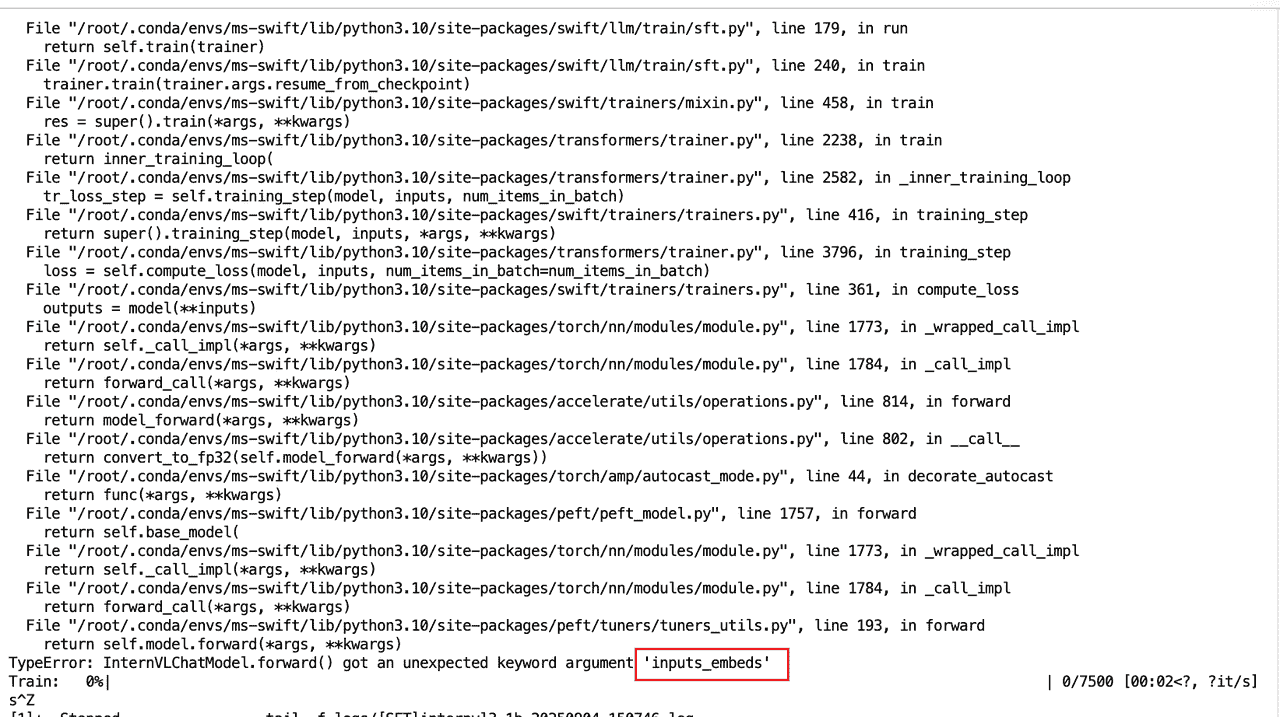 File "/root/.conda/envs/ms-swift/lib/python3.10/site-packages/swift/llm/train/sft.py", line 179, in run
return self.train(trainer)
File "/root/.conda/envs/ms-swift/lib/python3.10/site-packages/swift/llm/train/sft.py", line 240, in train
trainer.train(trainer.args.resume_from_checkpoint)
File "/root/.conda/envs/ms-swift/lib/python3.10/site-packages/swift/trainers/mixin.py", line 458, in train
res = super().train(*args, **kwargs)
File "/root/.conda/envs/ms-swift/lib/python3.10/site-packages/transformers/trainer.py", line 2238, in train
return inner_training_loop(
File "/root/.conda/envs/ms-swift/lib/python3.10/site-packages/transformers/trainer.py", line 2582, in _inner_training_loop
tr_loss_step = self.training_step(model, inputs, num_items_in_batch)
File "/root/.conda/envs/ms-swift/lib/python3.10/site-packages/swift/trainers/trainers.py", line 416, in training_step
return super().training_step(model, inputs, *args, **kwargs)
File "/root/.conda/envs/ms-swift/lib/python3.10/site-packages/transformers/trainer.py", line 3796, in training_step
loss = self.compute_loss(model, inputs, num_items_in_batch=num_items_in_batch)
File "/root/.conda/envs/ms-swift/lib/python3.10/site-packages/swift/trainers/trainers.py", line 361, in compute_loss
outputs = model(**inputs)
File "/root/.conda/envs/ms-swift/lib/python3.10/site-packages/torch/nn/modules/module.py", line 1773, in _wrapped_call_impl
return self._call_impl(*args, **kwargs)
File "/root/.conda/envs/ms-swift/lib/python3.10/site-packages/torch/nn/modules/module.py", line 1784, in _call_impl
return forward_call(*args, **kwargs)
File "/root/.conda/envs/ms-swift/lib/python3.10/site-packages/accelerate/utils/operations.py", line 814, in forward
return model_forward(*args, **kwargs)
File "/root/.conda/envs/ms-swift/lib/python3.10/site-packages/accelerate/utils/operations.py", line 802, in __call__
return convert_to_fp32(self.model_forward(*args, **kwargs))
File "/root/.conda/envs/ms-swift/lib/python3.10/site-packages/torch/amp/autocast_mode.py", line 44, in decorate_autocast
return func(*args, **kwargs)
File "/root/.conda/envs/ms-swift/lib/python3.10/site-packages/peft/peft_model.py", line 1757, in forward
return self.base_model(
File "/root/.conda/envs/ms-swift/lib/python3.10/site-packages/torch/nn/modules/module.py", line 1773, in _wrapped_call_impl
return self._call_impl(*args, **kwargs)
File "/root/.conda/envs/ms-swift/lib/python3.10/site-packages/torch/nn/modules/module.py", line 1784, in _call_impl
return forward_call(*args, **kwargs)
File "/root/.conda/envs/ms-swift/lib/python3.10/site-packages/peft/tuners/tuners_utils.py", line 193, in forward
return self.model.forward(*args, **kwargs)
TypeError: InternVLChatModel.forward() got an unexpected keyword argument 'inputs_embeds'
Train: 0%| | 0/7500 [00:02<?, ?it/s]
s^Z
[1]+ Stopped tail -f logs/[SFT]internvl3-1b-20250904-150746.log